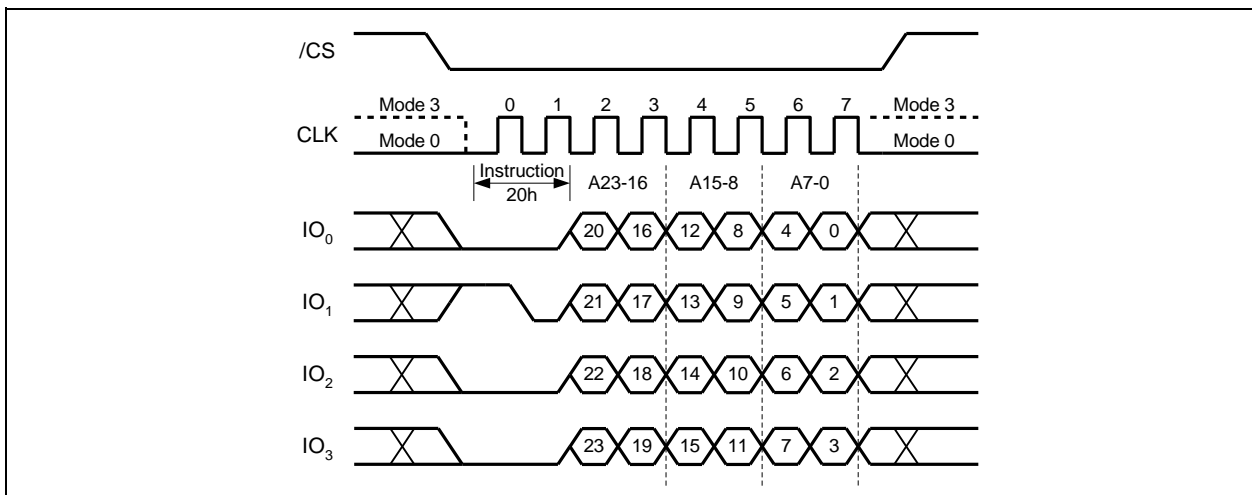 /CS
Mode 3 0 1 2 3 4 5 6 7 Mode 3
CLK
Mode 0 Mode 0
Instruction A23-16 A15-8 A7-0
20h
IO0 20 16 12 8 4 0
IO1 21 17 13 9 5 1
IO2 22 18 14 10 6 2
IO3 23 19 15 11 7 3